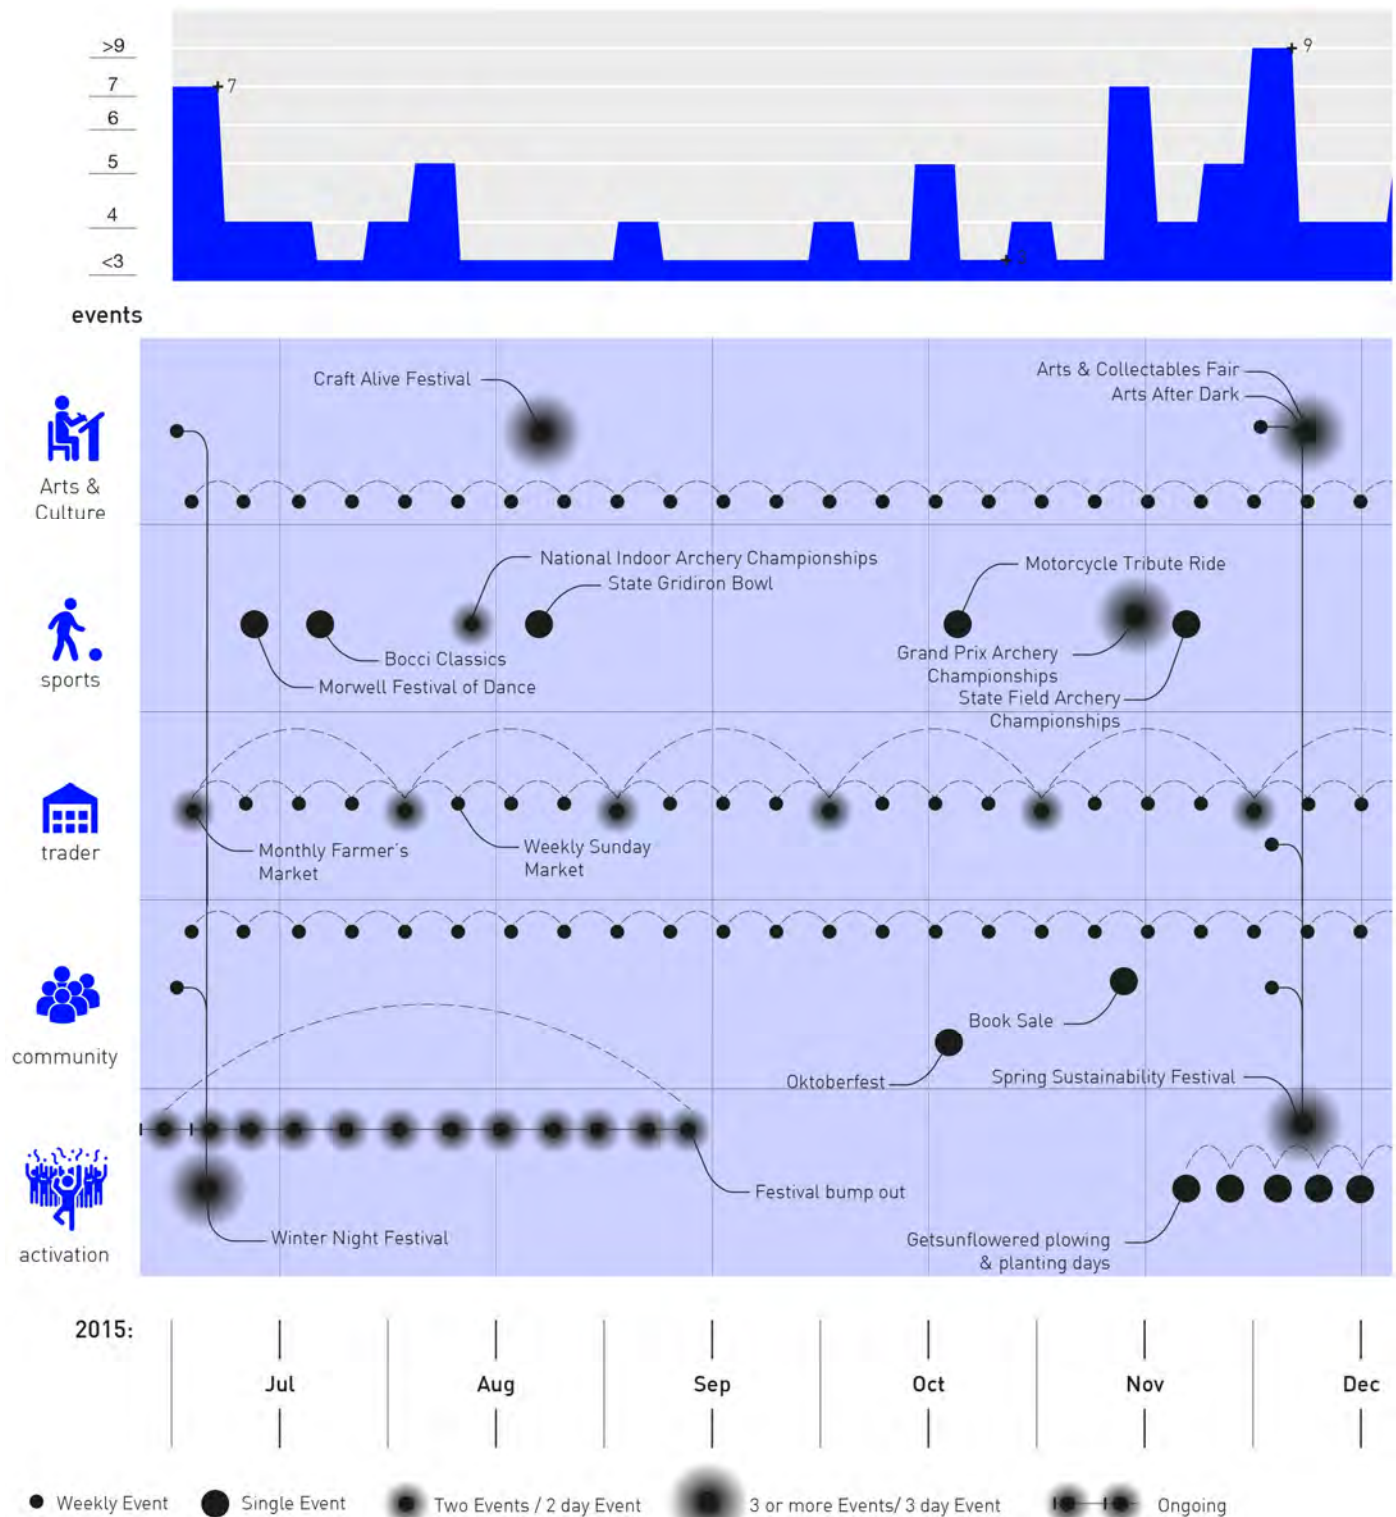 >9
9
7
7
6
5
4
<3
3
events
Craft Alive Festival
Arts & Collectables Fair
Arts After Dark
Arts &
Culture
National Indoor Archery Championships
State Gridiron Bowl
Motorcycle Tribute Ride
Bocci Classics
Morwell Festival of Dance
Grand Prix Archery
Championships
State Field Archery
Championships
sports
Monthly Farmer's
Market
Weekly Sunday
Market
trader
Book Sale
Oktoberfest
Spring Sustainability Festival
community
Festival bump out
Winter Night Festival
Getsunflowered plowing
& planting days
activation
2015:
Jul Aug Sep Oct Nov Dec
Weekly Event Single Event Two Events / 2 day Event 3 or more Events/ 3 day Event Ongoing